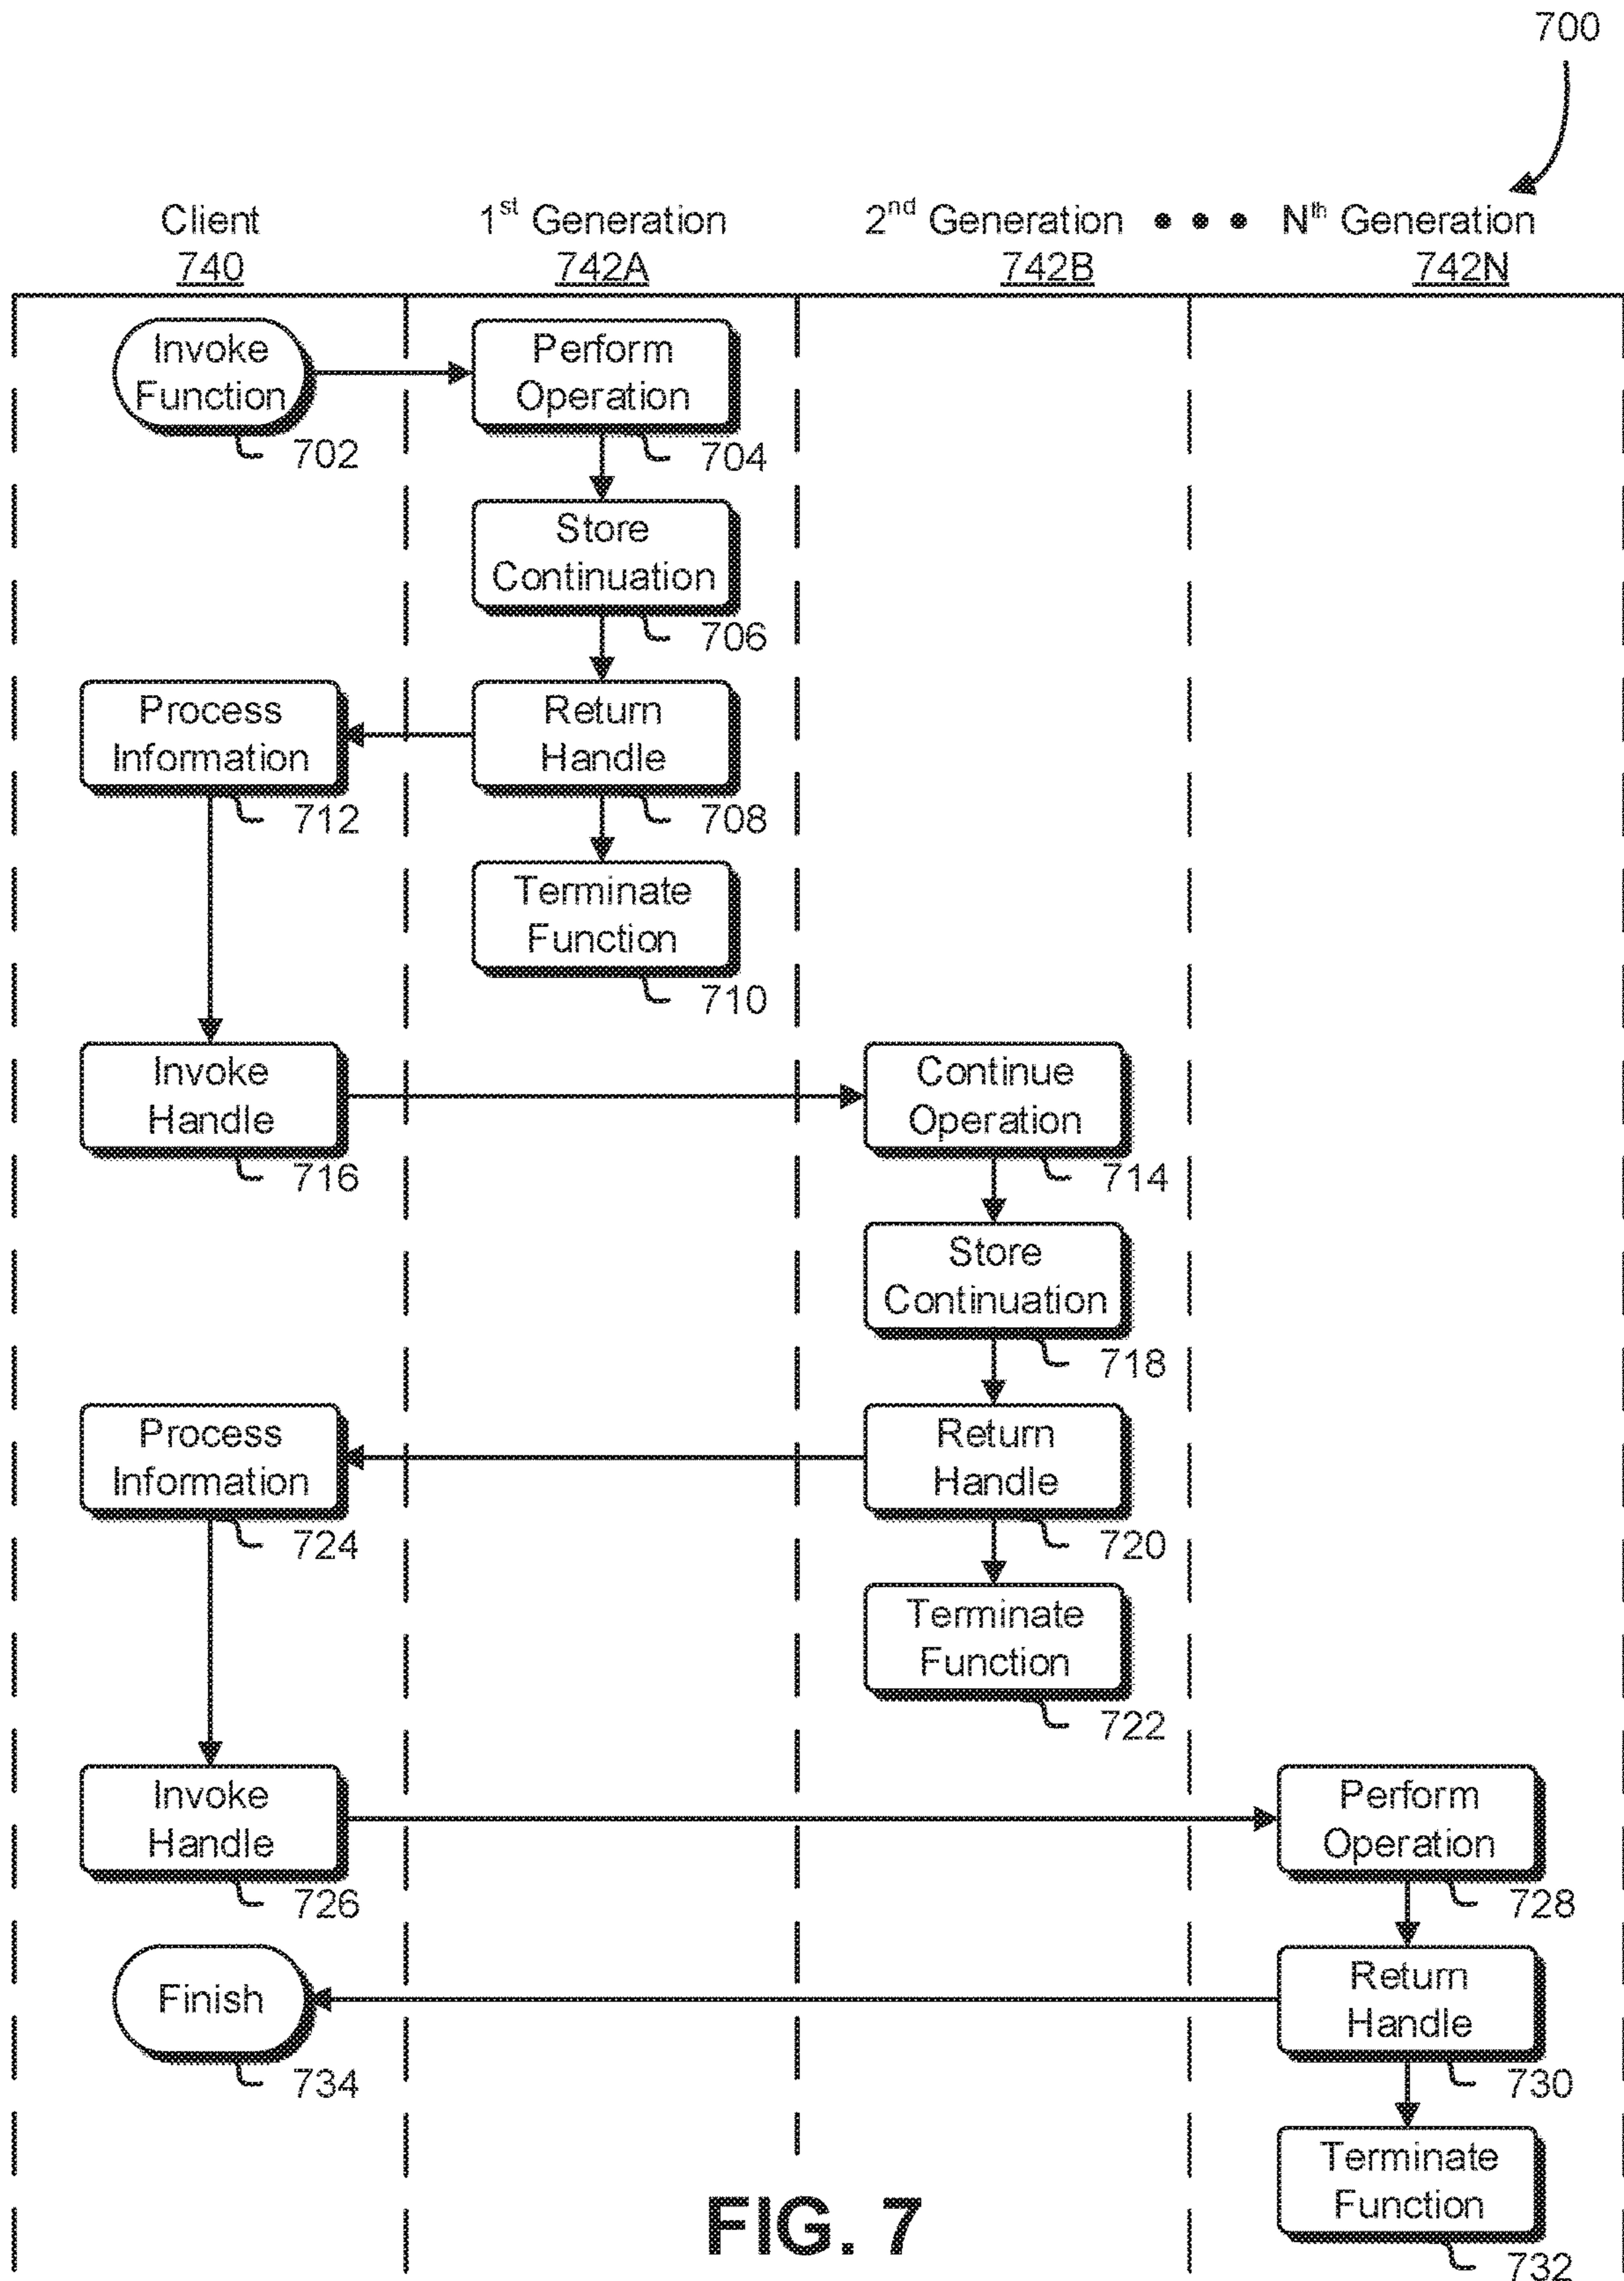 700
Client
740
1st Generation
742A
2nd Generation
742B
• • •
Nth Generation
742N
Invoke
Function
702
Perform
Operation
704
Store
Continuation
706
Process
Information
712
Return
Handle
708
Terminate
Function
710
Invoke
Handle
716
Continue
Operation
714
Store
Continuation
718
Process
Information
724
Return
Handle
720
Terminate
Function
722
Invoke
Handle
726
Perform
Operation
728
Finish
734
Return
Handle
730
Terminate
Function
732
FIG. 7